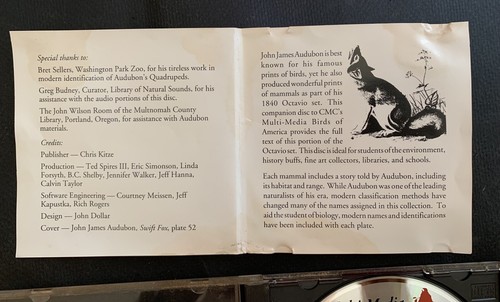 Special thanks to:
Bret Sellers, Washington Park Zoo, for his tireless work in
modern identification of Audubon's Quadrupeds.
Greg Budney, Curator, Library of Natural Sounds, for his
assistance with the audio portions of this disc.
The John Wilson Room of the Multnomah County
Library, Portland, Oregon, for assistance with Audubon
materials.
Credits:
Publisher — Chris Kitze
Production — Ted Spires III, Eric Simonson, Linda
Forsyth, B.C. Shelby, Jennifer Walker, Jeff Hanna,
Calvin Taylor
Software Engineering — Courtney Meissen, Jeff
Kapustka, Rich Rogers
Design — John Dollar
Cover — John James Audubon, Swift Fox, plate 52
John James Audubon is best
known for his famous
prints of birds, yet he also
produced wonderful prints
of mammals as part of his
1840 Octavio set. This
companion disc to CMC's
Multi-Media Birds of
America provides the full
text of this portion of the
Octavio set. This disc is ideal for students of the environment,
history buffs, fine art collectors, libraries, and schools.
Each mammal includes a story told by Audubon, including
its habitat and range. While Audubon was one of the leading
naturalists of his era, modern classification methods have
changed many of the names assigned in this collection. To
aid the student of biology, modern names and identifications
have been included with each plate.